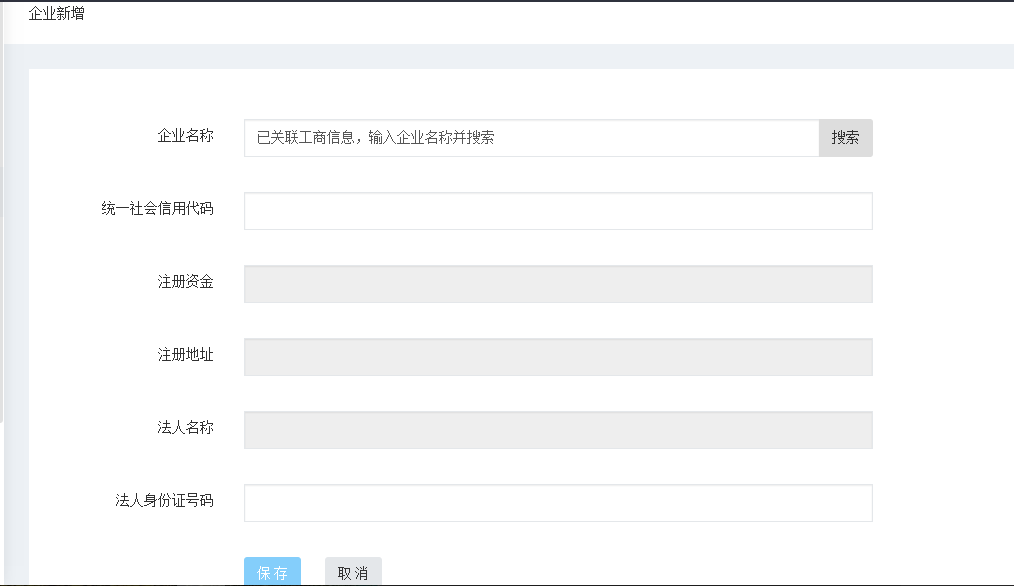 企业新增
企业名称 已关联工商信息，输入企业名称并搜索 搜索
统一社会信用代码
注册资金
注册地址
法人名称
法人身份证号码
保存 取消